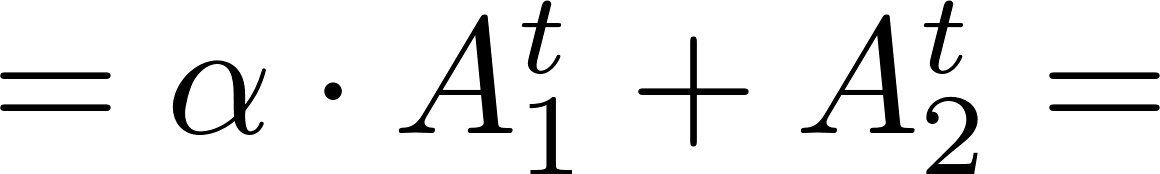 = α · A₁ᵗ + A₂ᵗ =